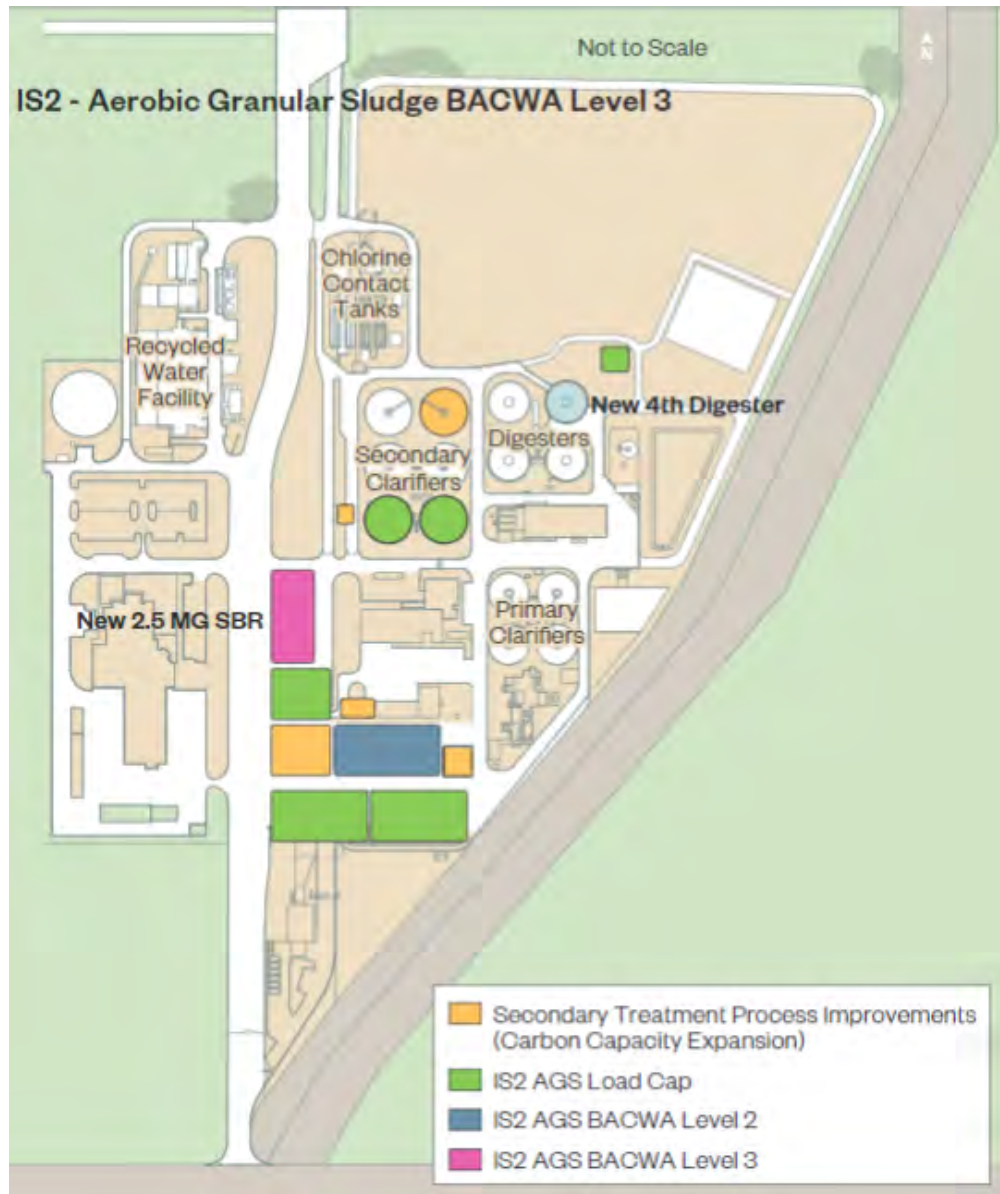 Not to Scale
N
IS2 - Aerobic Granular Sludge BACWA Level 3
Chlorine
Contact
Tanks
Recycled
Water
Facility
New 4th Digester
Digesters
Secondary
Clarifiers
New 2.5 MG SBR
Primary
Clarifiers
Secondary Treatment Process Improvements
(Carbon Capacity Expansion)
IS2 AGS Load Cap
IS2 AGS BACWA Level 2
IS2 AGS BACWA Level 3